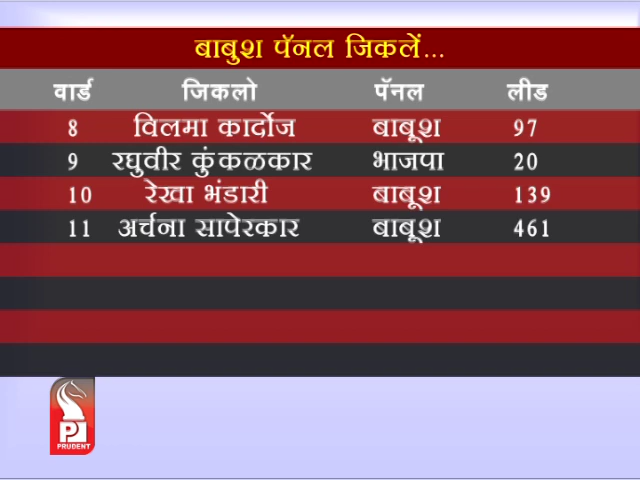 बाबुश पॅनल जिकलें...
वार्ड जिकलो पॅनल लीड
8 विलमा कार्दोज बाबूश 97
9 रघुवीर कुंकळकार भाजपा 20
10 रेखा भंडारी बाबूश 139
11 अर्चना सापेरकार बाबूश 461
PRUDENT